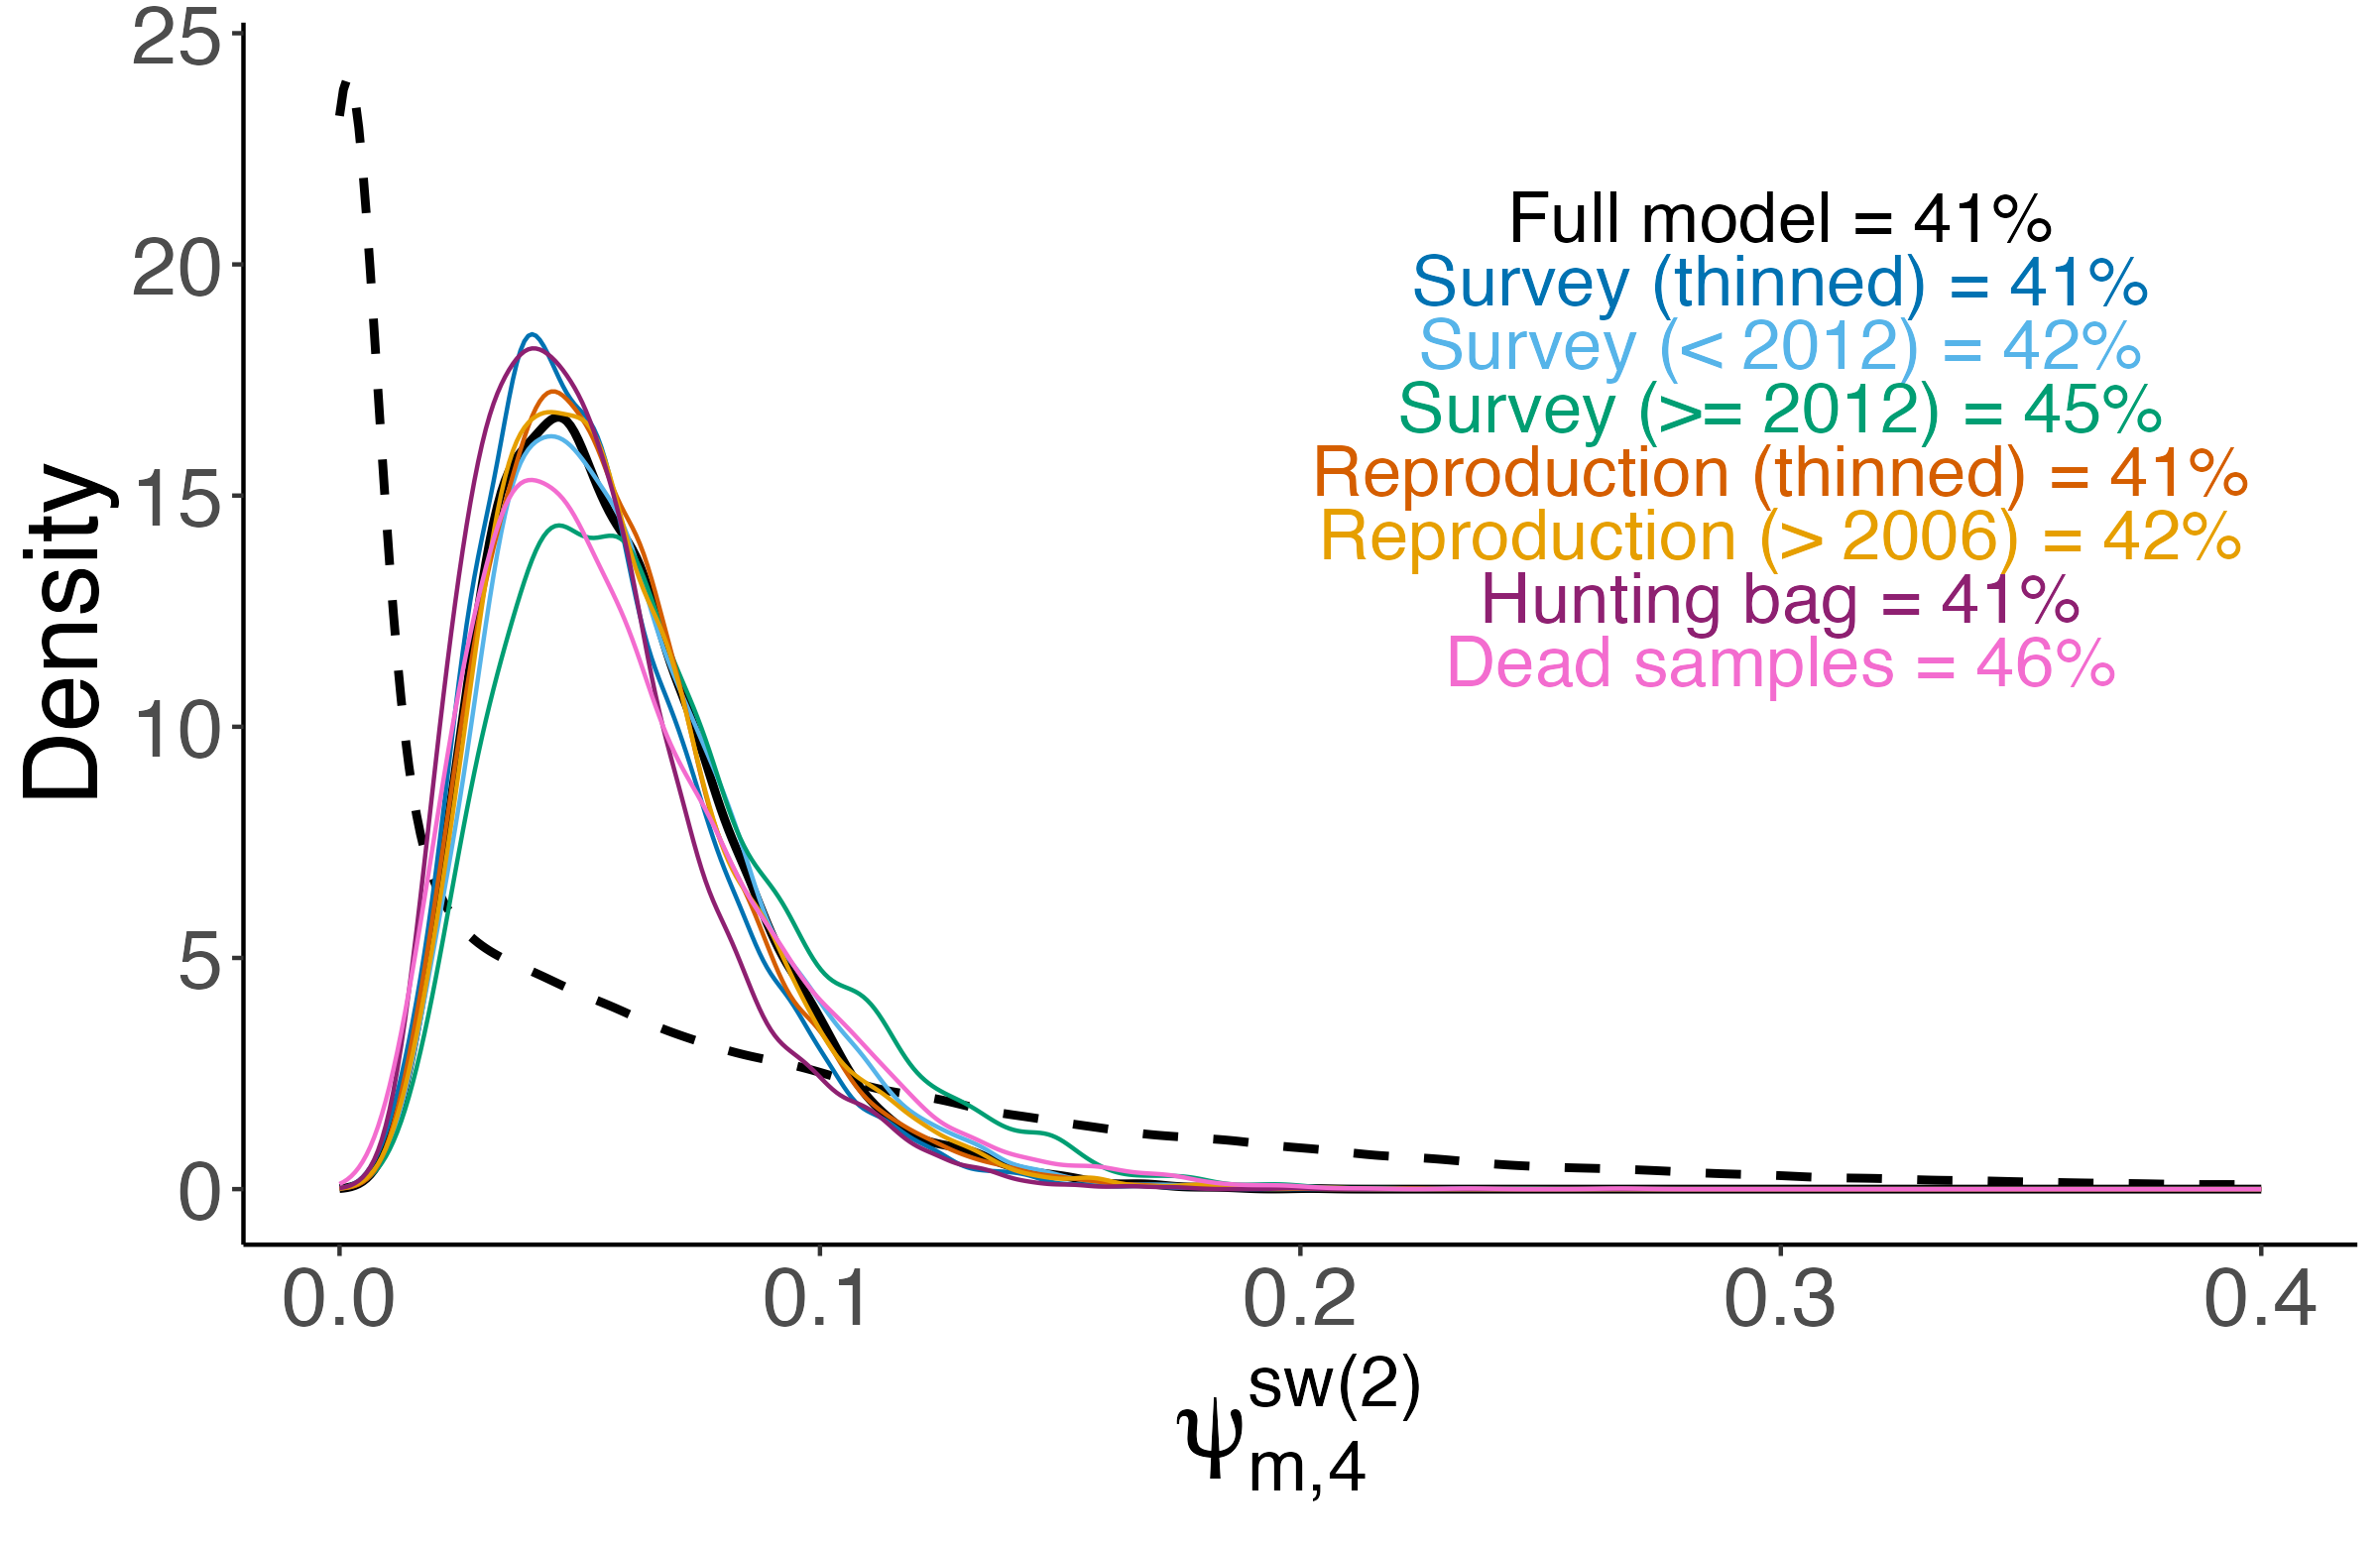 25
20
15
10
5
0
Density
Full model = 41%
Survey (thinned) = 41%
Survey (< 2012) = 42%
Survey (>= 2012) = 45%
Reproduction (thinned) = 41%
Reproduction (> 2006) = 42%
Hunting bag = 41%
Dead samples = 46%
0.0 0.1 0.2 0.3 0.4
ψ sw(2) m,4